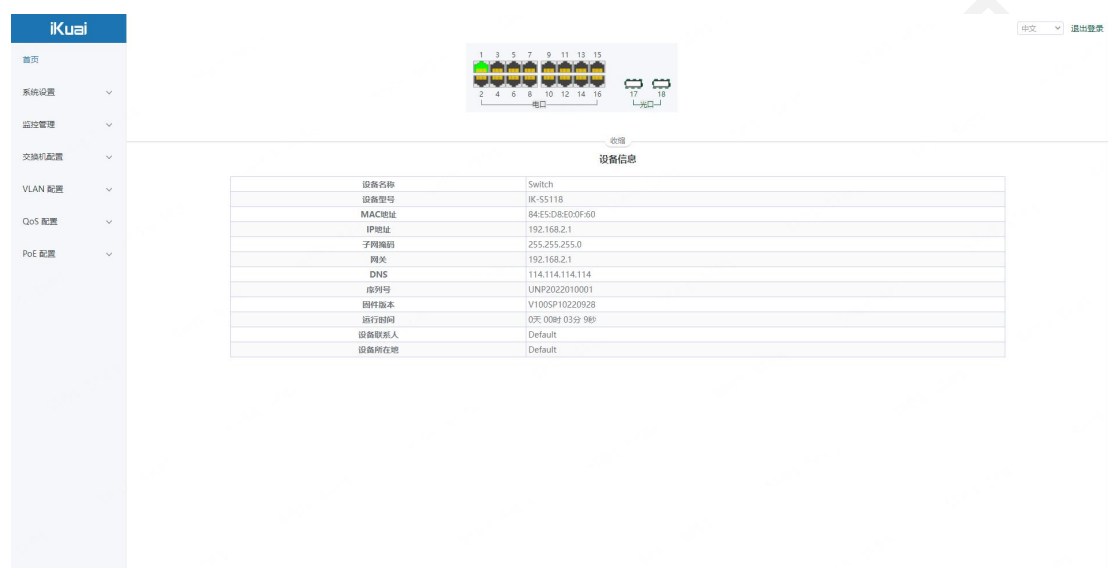 iKuai
中文
退出登录
首页
系统设置
监控管理
交换机配置
VLAN 配置
QoS 配置
PoE 配置
1 3 5 7 9 11 13 15
2 4 6 8 10 12 14 16 17 18
电口 光口
收缩
设备信息
设备名称 Switch
设备型号 IK-S5118
MAC地址 84:E5:D8:E0:0F:60
IP地址 192.168.2.1
子网掩码 255.255.255.0
网关 192.168.2.1
DNS 114.114.114.114
序列号 UNP2022010001
固件版本 V100SP10220928
运行时间 0天 00时 03分 9秒
设备联系人 Default
设备所在地 Default